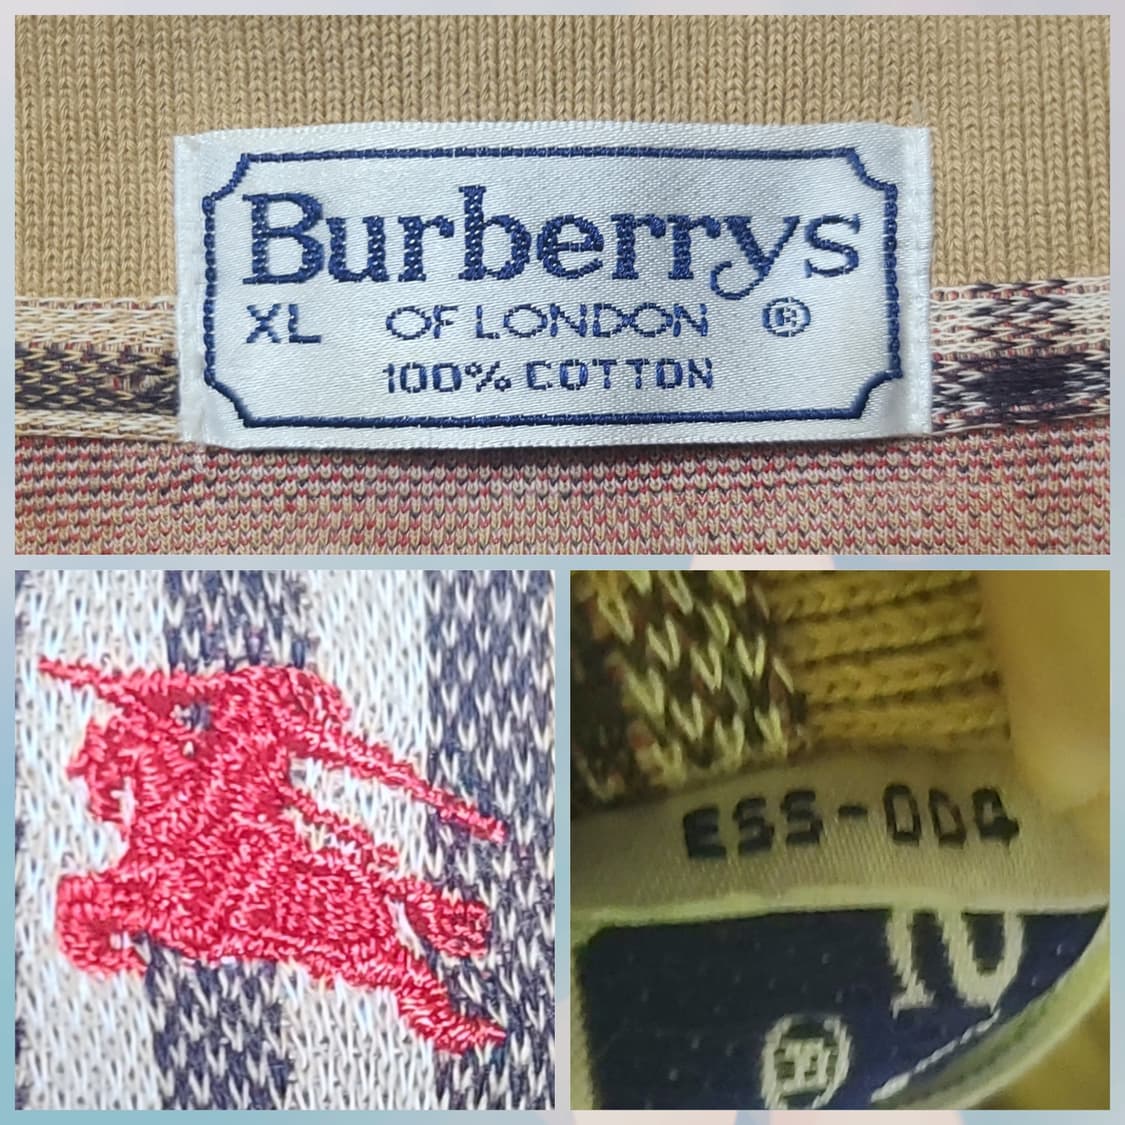 Burberrys
XL OF LONDON ®
100% COTTON
ESS-004
®